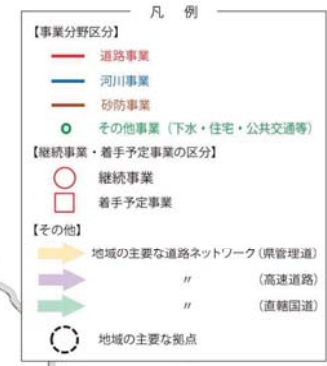 凡 例
【事業分野区分】
道路事業
河川事業
砂防事業
その他事業（下水・住宅・公共交通等）
【継続事業・着手予定事業の区分】
継続事業
着手予定事業
【その他】
地域の主要な道路ネットワーク（県管理道）
〃 （高速道路）
〃 （直轄国道）
地域の主要な拠点